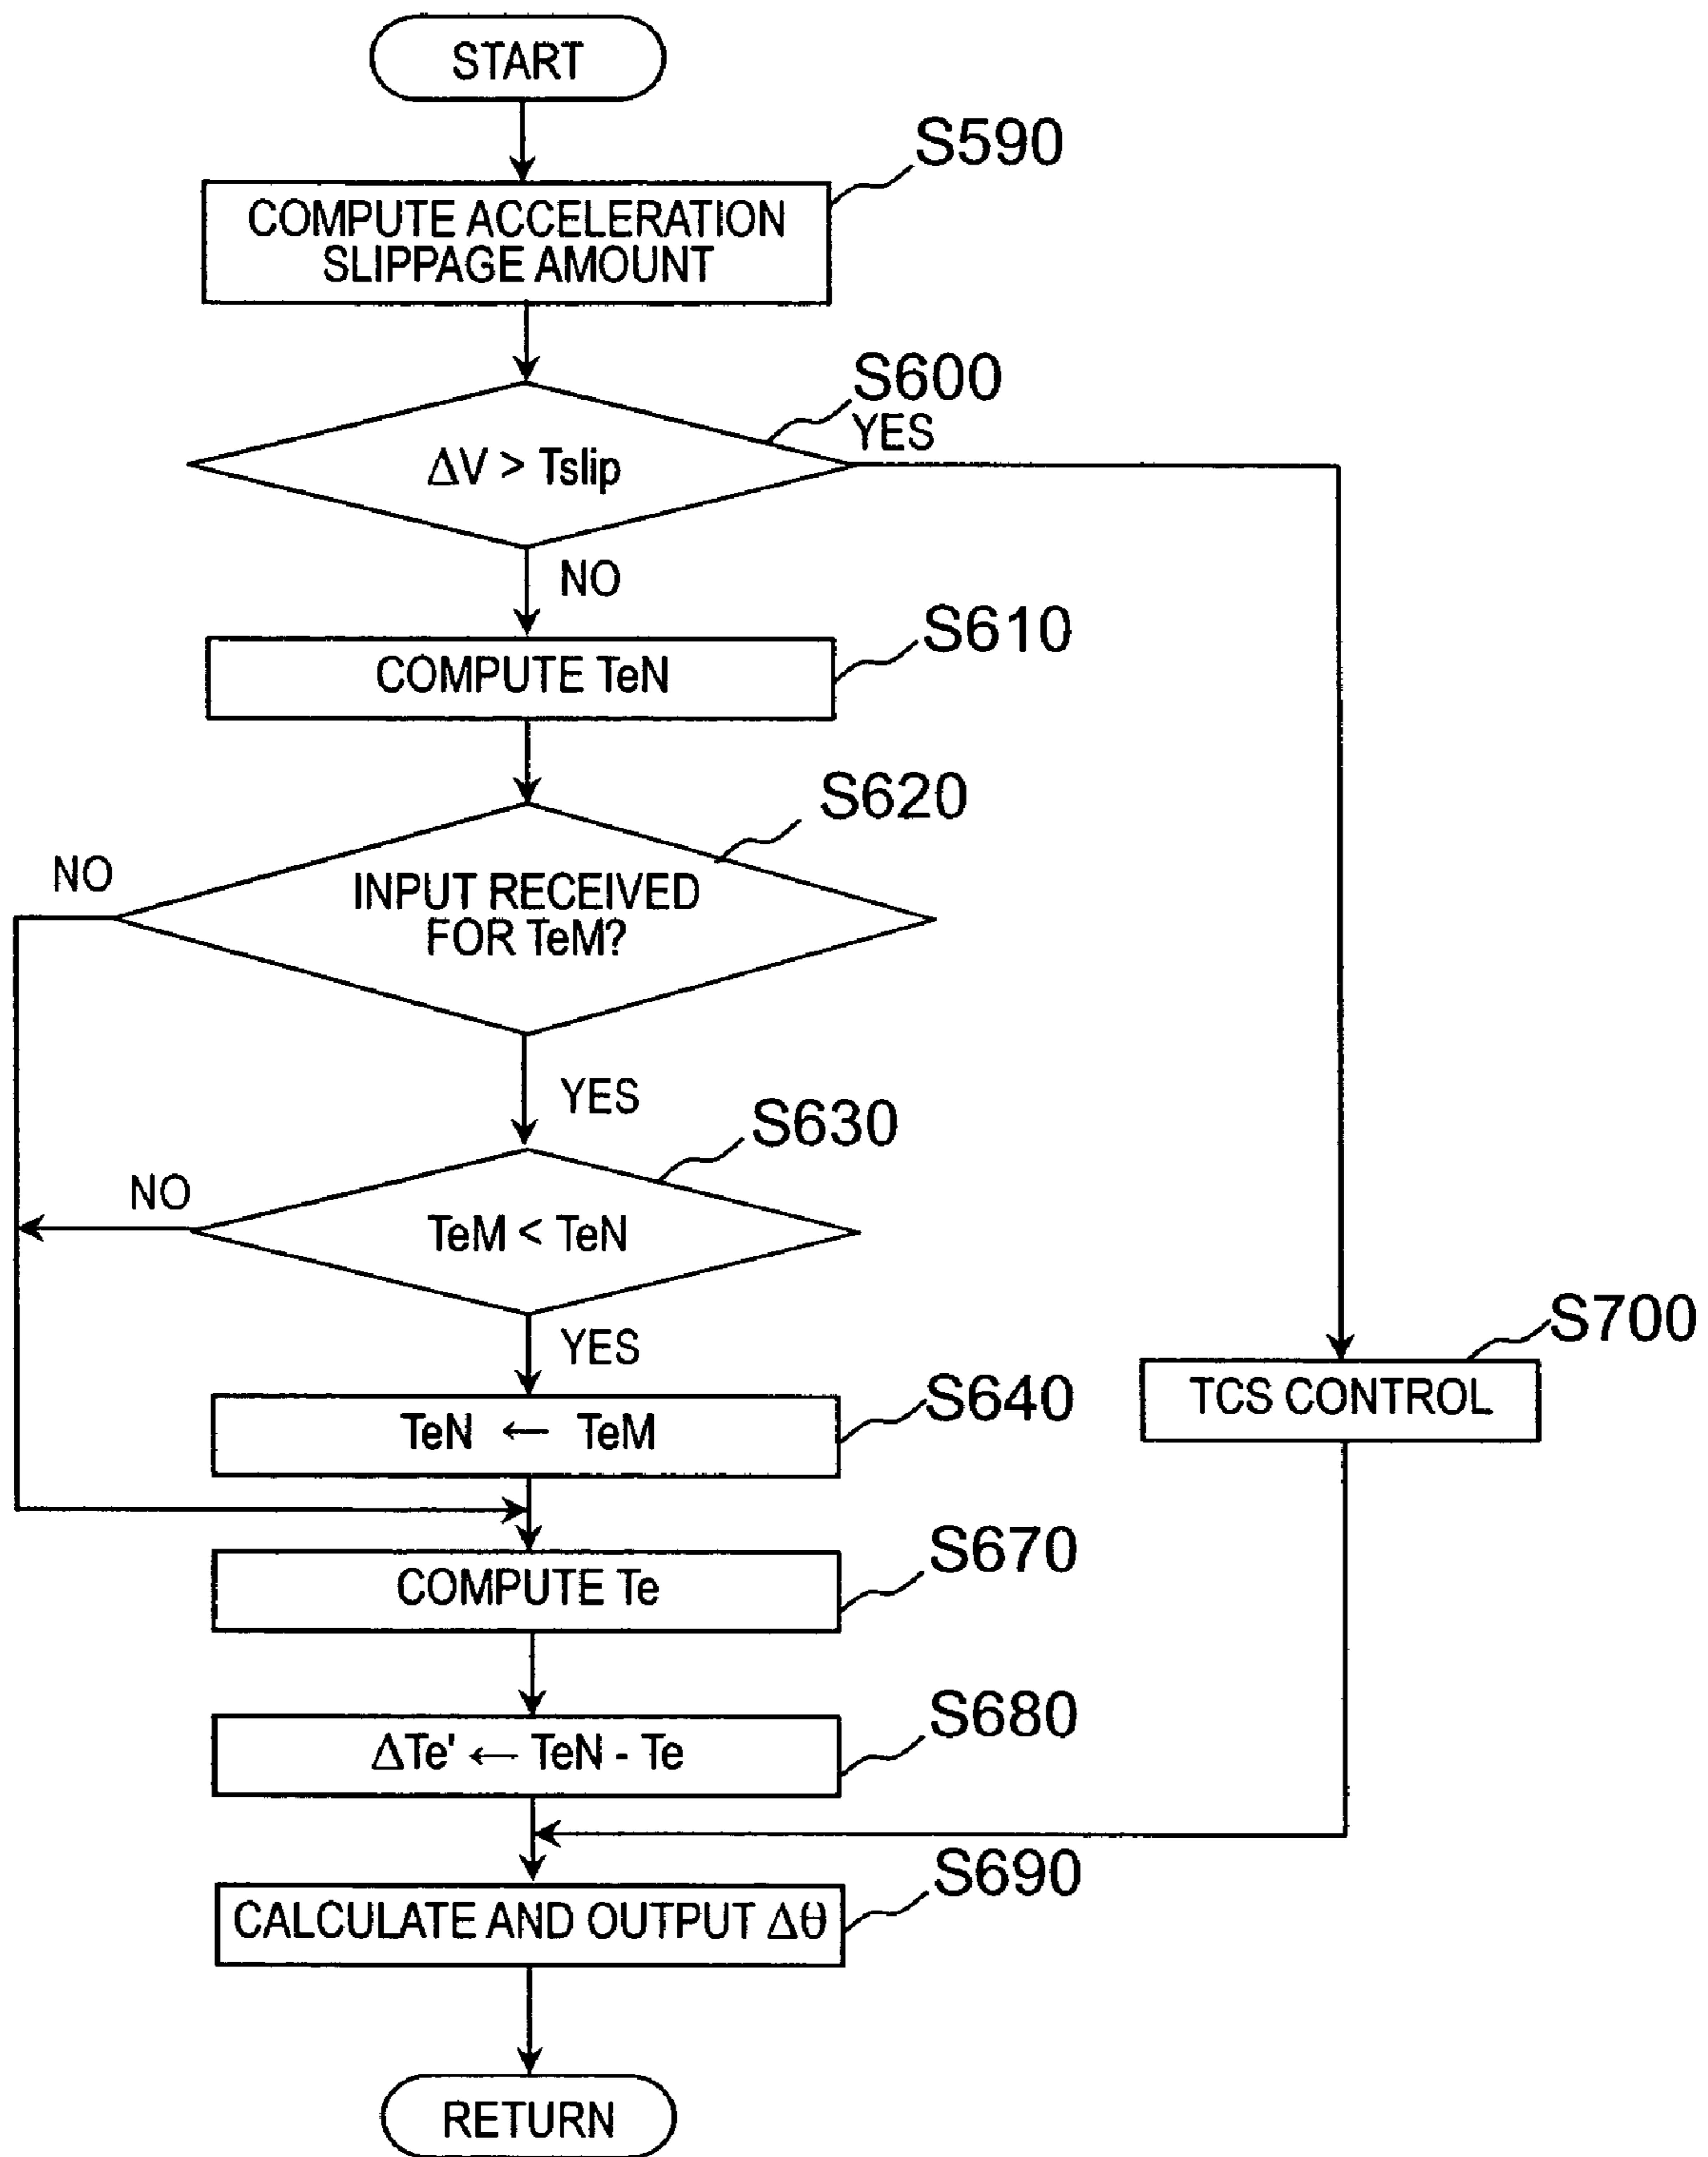 START
S590
COMPUTE ACCELERATION
SLIPPAGE AMOUNT
S600
YES
ΔV > Tslip
NO
S610
COMPUTE TeN
S620
NO
INPUT RECEIVED
FOR TeM?
YES
S630
NO
TeM < TeN
YES
S700
TCS CONTROL
S640
TeN ← TeM
S670
COMPUTE Te
S680
ΔTe' ← TeN - Te
S690
CALCULATE AND OUTPUT Δθ
RETURN